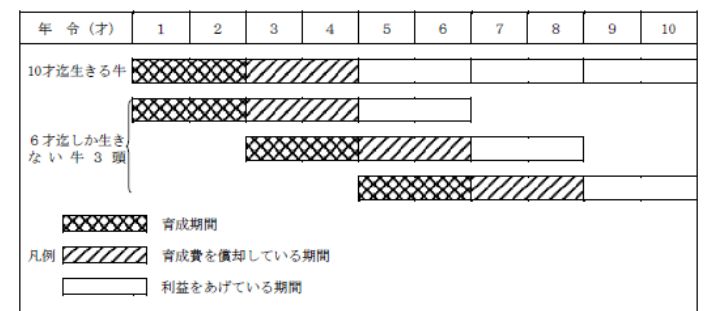 年 令（才） 1 2 3 4 5 6 7 8 9 10
10才迄生きる牛
6才迄しか生き
ない牛3頭
育成期間
凡例 育成費を償却している期間
利益をあげている期間